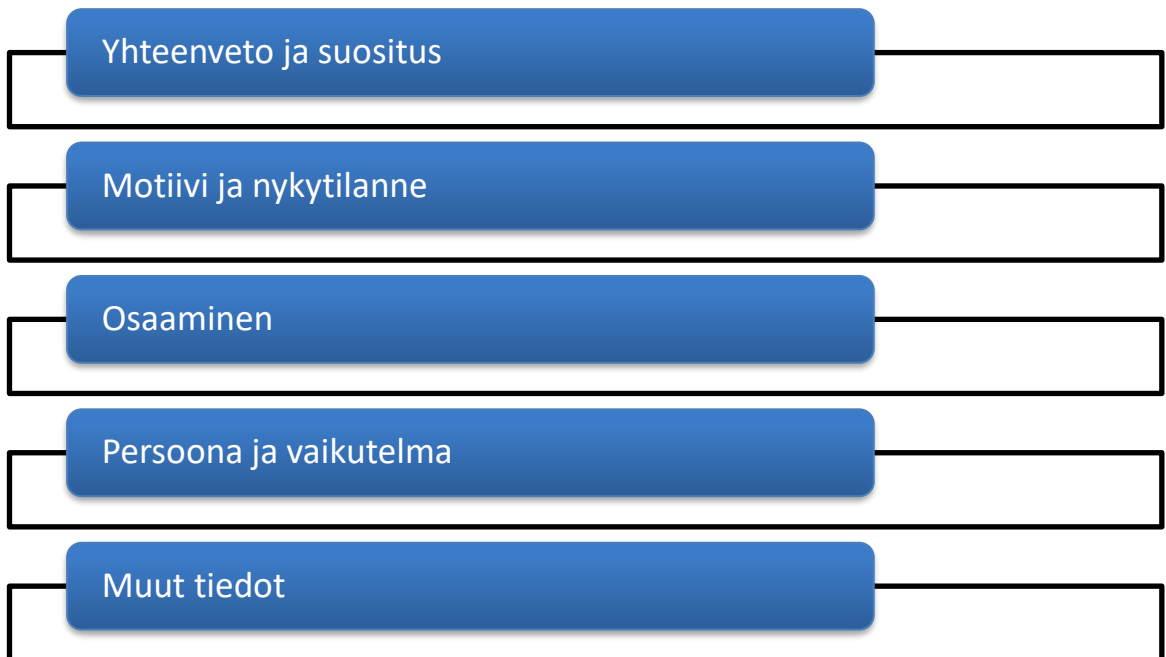 Yhteenveto ja suositus
Motiivi ja nykytilanne
Osaaminen
Persoona ja vaikutelma
Muut tiedot